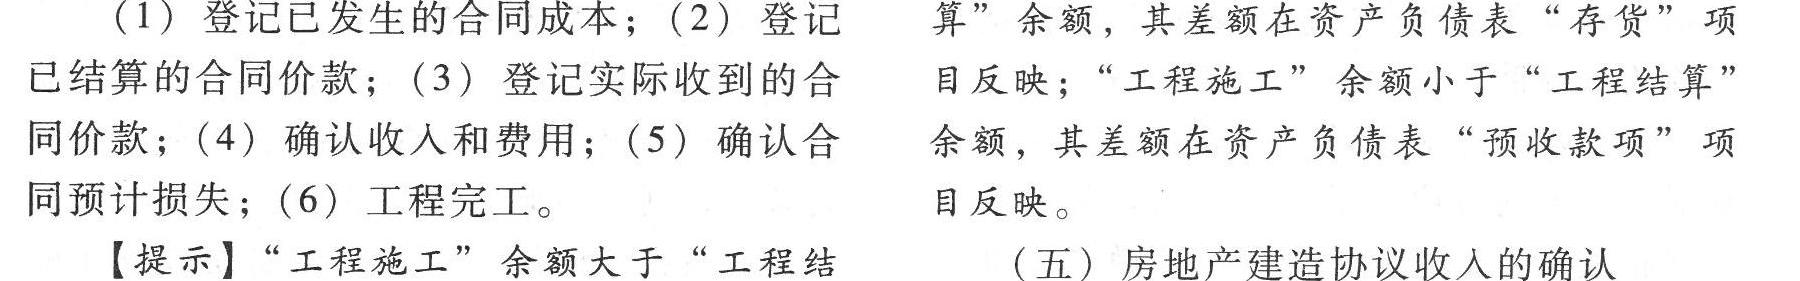 （1）登记已发生的合同成本；（2）登记
已结算的合同价款；（3）登记实际收到的合
同价款；（4）确认收入和费用；（5）确认合
同预计损失；（6）工程完工。
【提示】“工程施工”余额大于“工程结
算”余额，其差额在资产负债表“存货”项
目反映；“工程施工”余额小于“工程结算”
余额，其差额在资产负债表“预收款项”项
目反映。
（五）房地产建造协议收入的确认